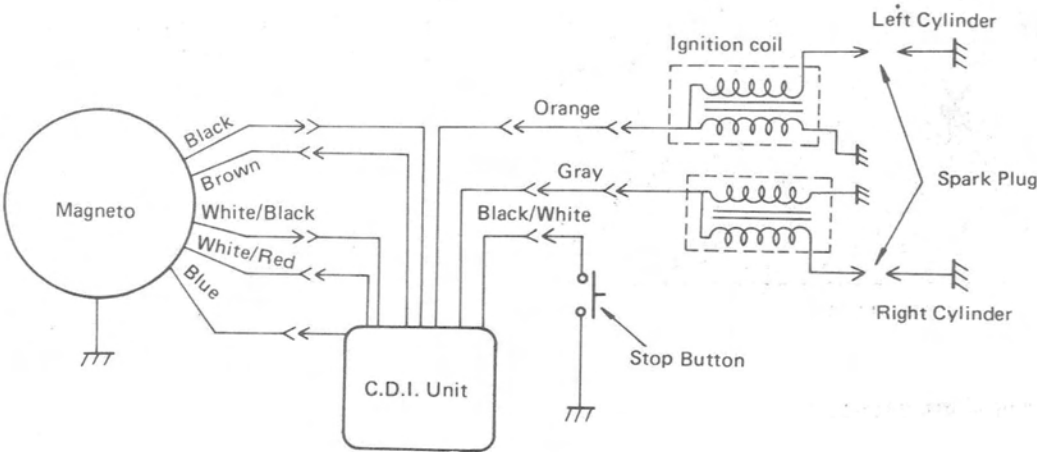 Left Cylinder
Ignition coil
Orange
Black
Brown
Gray
Spark Plug
Magneto
White/Black
Black/White
White/Red
Blue
Right Cylinder
Stop Button
C.D.I. Unit